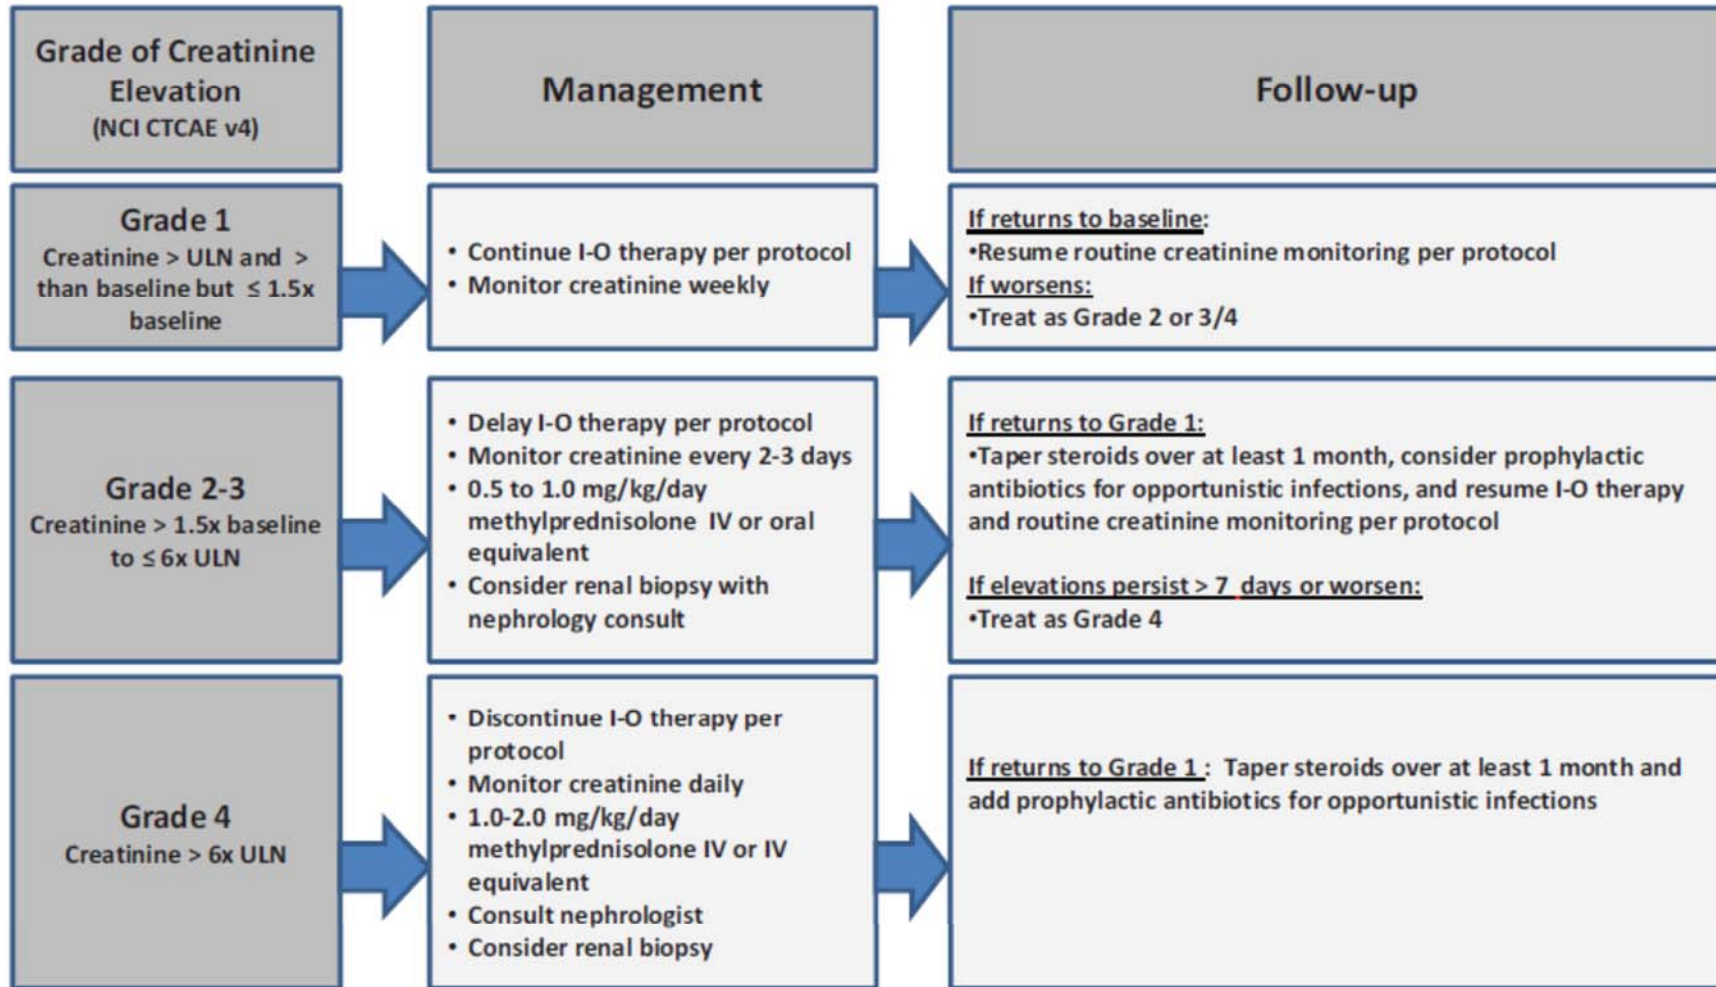 Grade of Creatinine
Elevation
(NCI CTCAE v4)
Management
Follow-up
Grade 1
Creatinine > ULN and >
than baseline but ≤ 1.5x
baseline
• Continue I-O therapy per protocol
• Monitor creatinine weekly
If returns to baseline:
•Resume routine creatinine monitoring per protocol
If worsens:
•Treat as Grade 2 or 3/4
Grade 2-3
Creatinine > 1.5x baseline
to ≤ 6x ULN
• Delay I-O therapy per protocol
• Monitor creatinine every 2-3 days
• 0.5 to 1.0 mg/kg/day
methylprednisolone IV or oral
equivalent
• Consider renal biopsy with
nephrology consult
If returns to Grade 1:
•Taper steroids over at least 1 month, consider prophylactic
antibiotics for opportunistic infections, and resume I-O therapy
and routine creatinine monitoring per protocol
If elevations persist > 7 days or worsen:
•Treat as Grade 4
Grade 4
Creatinine > 6x ULN
• Discontinue I-O therapy per
protocol
• Monitor creatinine daily
• 1.0-2.0 mg/kg/day
methylprednisolone IV or IV
equivalent
• Consult nephrologist
• Consider renal biopsy
If returns to Grade 1 : Taper steroids over at least 1 month and
add prophylactic antibiotics for opportunistic infections